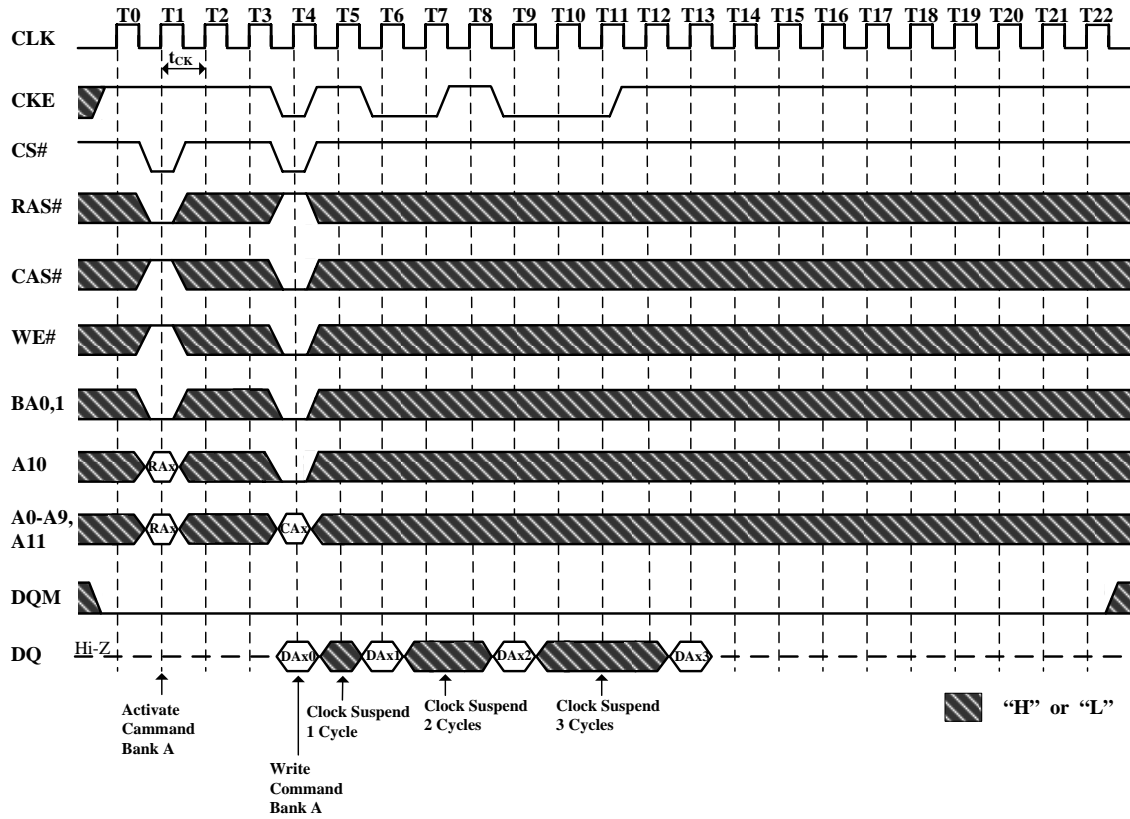 T0 T1 T2 T3 T4 T5 T6 T7 T8 T9 T10 T11 T12 T13 T14 T15 T16 T17 T18 T19 T20 T21 T22
CLK
tCK
CKE
CS#
RAS#
CAS#
WE#
BA0,1
A10
RAx
A0-A9,
A11
RAx
CAx
DQM
DQ
Hi-Z
DAx0
DAx1
DAx2
DAx3
Activate
Cammand
Bank A
Write
Command
Bank A
Clock Suspend
1 Cycle
Clock Suspend
2 Cycles
Clock Suspend
3 Cycles
“H” or “L”